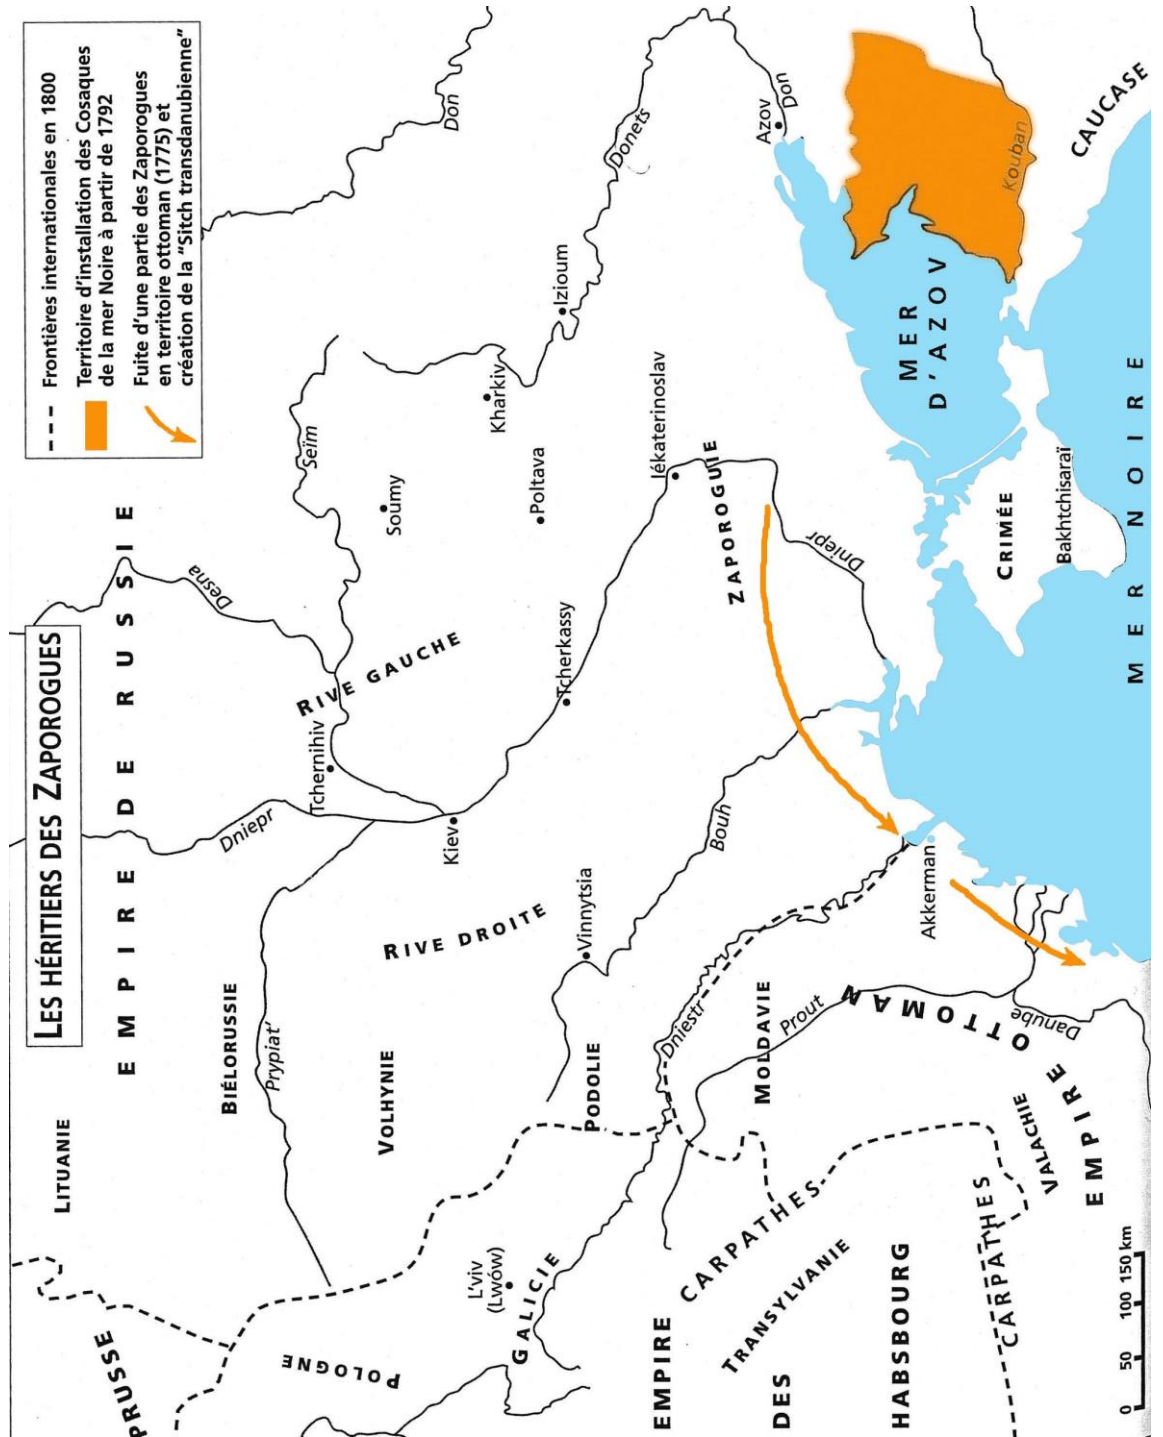 LES HÉRITIERS DES ZAPOROGUES
Frontières internationales en 1800
Territoire d'installation des Cosaques
de la mer Noire à partir de 1792
Fuite d'une partie des Zaporogues
en territoire ottoman (1775) et
création de la "Sitch transdanubienne"
EMPIRE DE RUSSIE
LITUANIE
PRUSSE
BIÉLORUSSIE
Prypiat'
Dniepr
Desna
Tchernihiv
RIVE GAUCHE
Seïm
Soumy
Don
POLOGNE
VOLHYNIE
RIVE DROITE
Kiev
Poltava
Kharkiv
Izioum
Donets
L'viv
(Lwów)
GALICIE
PODOLIE
Vinnytsia
Tcherkassy
Iékaterinoslav
ZAPOROGUIE
Bouh
Dniepr
Azov
Don
EMPIRE
DES
HABSBOURG
CARPATHES
TRANSYLVANIE
CARPATHES
Dniestr
MOLDAVIE
Prout
Akkerman
EMPIRE OTTOMAN
VALACHIE
Danube
CRIMÉE
Bakhtchisaraï
MER
D'AZOV
Kouban
CAUCASE
MER NOIRE
0 50 100 150 km